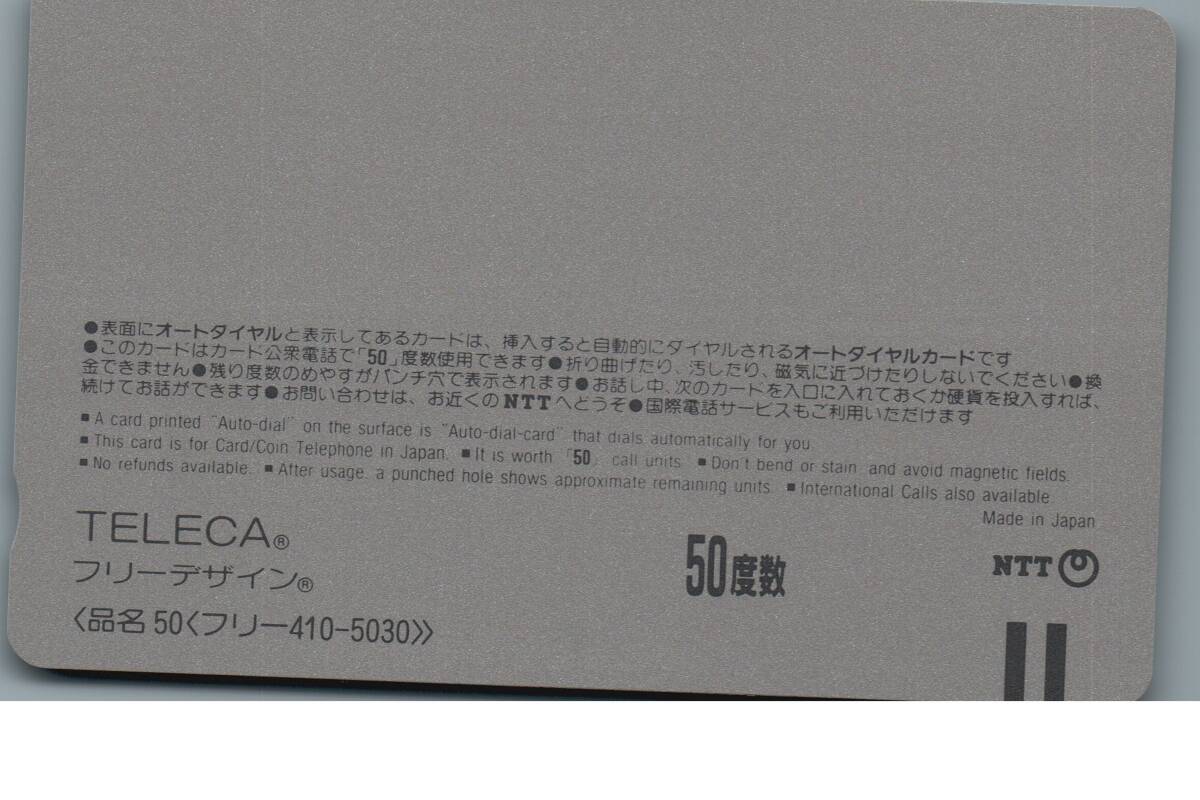 ●表面にオートダイヤルと表示してあるカードは、挿入すると自動的にダイヤルされるオートダイヤルカードです
●このカードはカード公衆電話で「50」度数使用できます●折り曲げたり、汚したり、磁気に近づけたりしないでください●換
金できません●残り度数のめやすがパンチ穴で表示されます●お話し中、次のカードを入口に入れておくか硬貨を投入すれば、
続けてお話ができます●お問い合わせは、お近くのNTTへどうぞ●国際電話サービスもご利用いただけます
■A card printed "Auto-dial" on the surface is "Auto-dial-card" that dials automatically for you.
■This card is for Card/Coin Telephone in Japan. ■It is worth「50」call units. ■Don't bend or stain, and avoid magnetic fields.
■No refunds available. ■After usage, a punched hole shows approximate remaining units. ■International Calls also available.
Made in Japan
TELECA®
フリーデザイン®
〈品名 50〈フリー410-5030〉〉
50度数
NTT